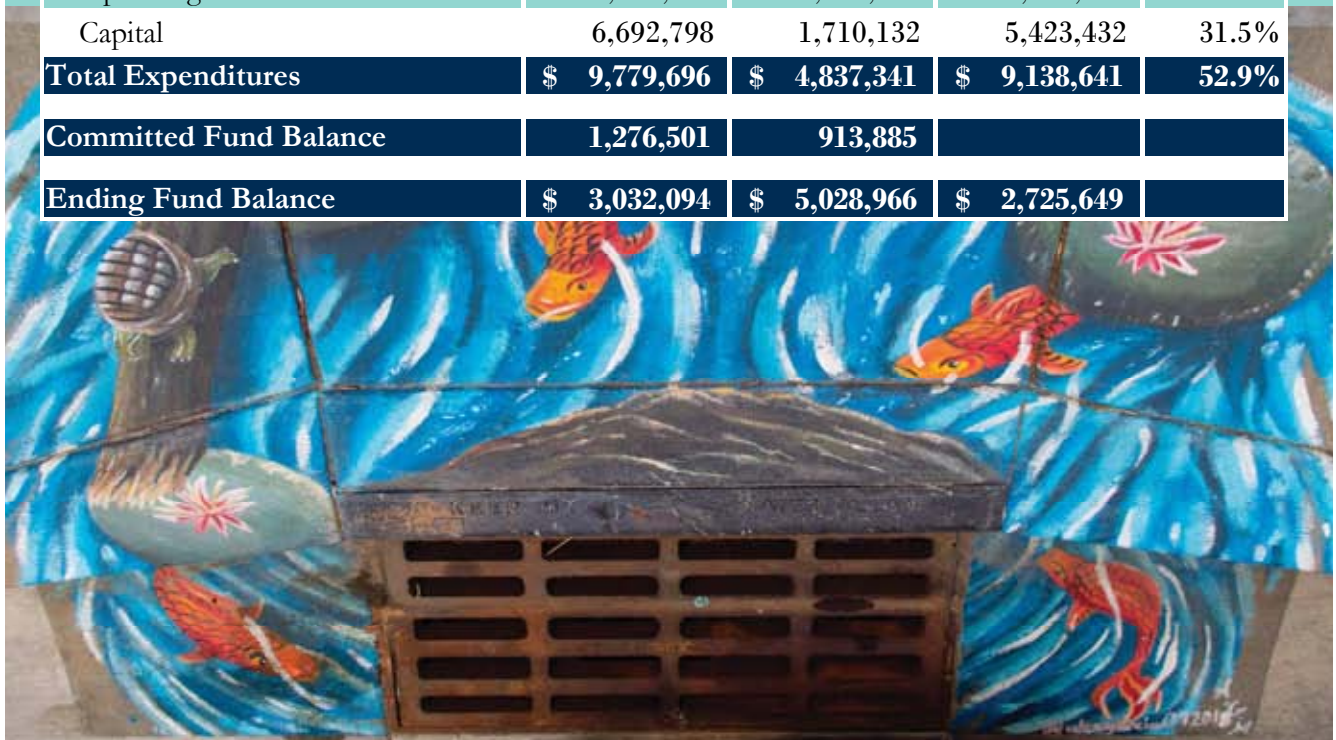 Capital 6,692,798 1,710,132 5,423,432 31.5%
Total Expenditures $ 9,779,696 $ 4,837,341 $ 9,138,641 52.9%
Committed Fund Balance 1,276,501 913,885
Ending Fund Balance $ 3,032,094 $ 5,028,966 $ 2,725,649
KEEP